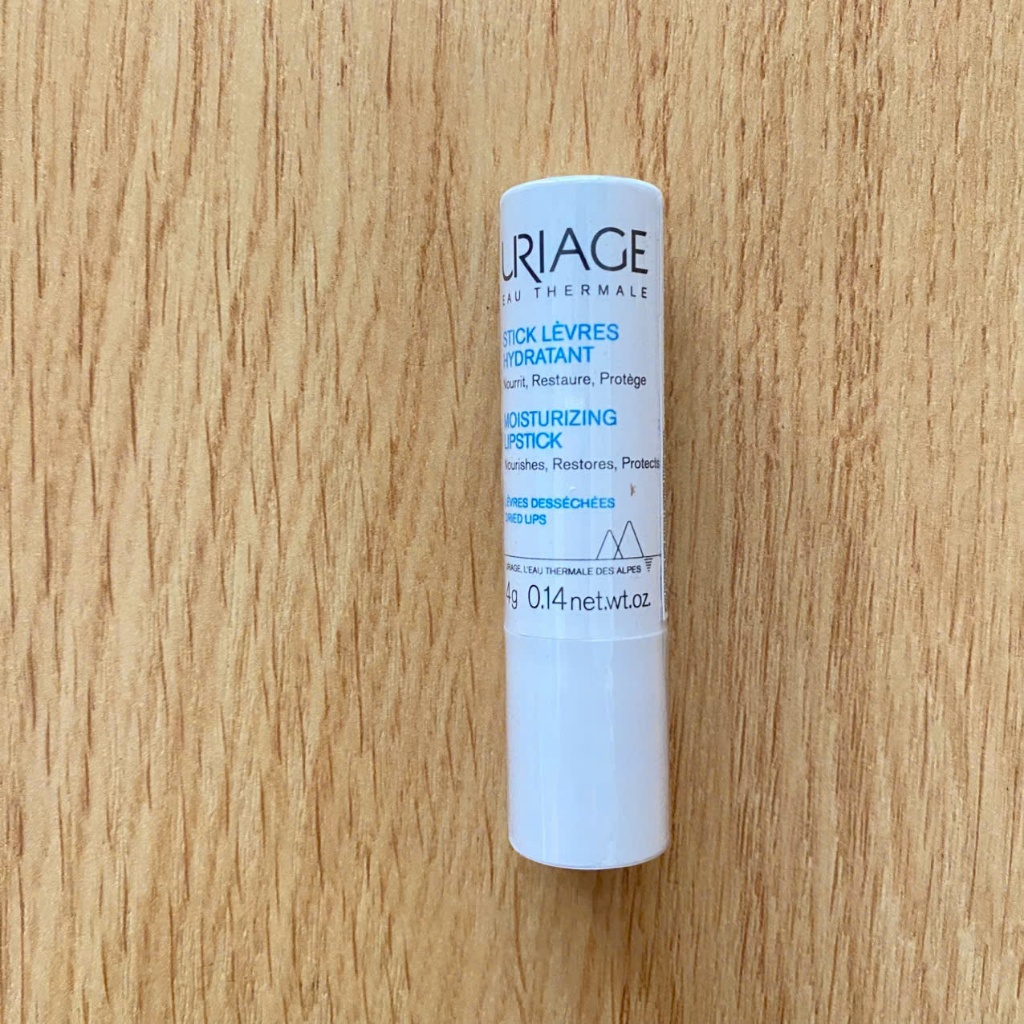 URIAGE
EAU THERMALE
STICK LÈVRES
HYDRATANT
Nourrit, Restaure, Protège
MOISTURIZING
LIPSTICK
Nourishes, Restores, Protects
LÈVRES DESSÉCHÉES
DRIED LIPS
URIAGE, L'EAU THERMALE DES ALPES
4g 0.14 net.wt.oz.